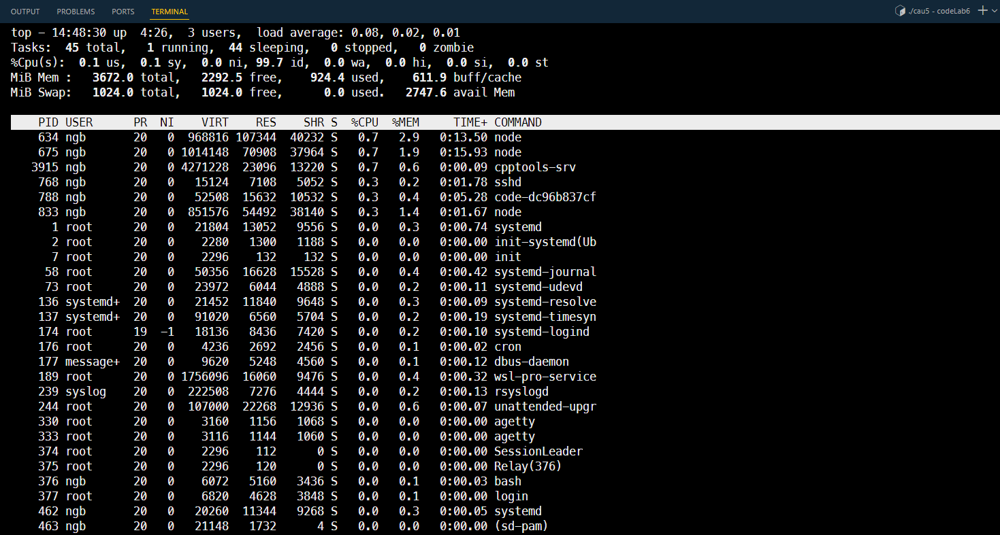 OUTPUT PROBLEMS PORTS TERMINAL ./cau5 - codeLab6
top - 14:48:30 up  4:26,  3 users,  load average: 0.08, 0.02, 0.01
Tasks:  45 total,   1 running,  44 sleeping,   0 stopped,   0 zombie
%Cpu(s):  0.1 us,  0.1 sy,  0.0 ni, 99.7 id,  0.0 wa,  0.0 hi,  0.0 si,  0.0 st
MiB Mem :   3672.0 total,   2292.5 free,    924.4 used,    611.9 buff/cache
MiB Swap:   1024.0 total,   1024.0 free,      0.0 used.   2747.6 avail Mem
PID USER      PR  NI    VIRT    RES    SHR S  %CPU  %MEM     TIME+ COMMAND
634 ngb       20   0  968816 107344  40232 S   0.7   2.9   0:13.50 node
675 ngb       20   0 1014148  70908  37964 S   0.7   1.9   0:15.93 node
3915 ngb       20   0 4271228  23096  13220 S   0.7   0.6   0:00.09 cpptools-srv
768 ngb       20   0   15124   7108   5052 S   0.3   0.2   0:01.78 sshd
788 ngb       20   0   52508  15632  10532 S   0.3   0.4   0:05.28 code-dc96b837cf
833 ngb       20   0  851576  54492  38140 S   0.3   1.4   0:01.67 node
1 root      20   0   21804  13052   9556 S   0.0   0.3   0:00.74 systemd
2 root      20   0    2280   1300   1188 S   0.0   0.0   0:00.00 init-systemd(Ub
7 root      20   0    2296    132    132 S   0.0   0.0   0:00.00 init
58 root      20   0   50356  16628  15528 S   0.0   0.4   0:00.42 systemd-journal
73 root      20   0   23972   6044   4888 S   0.0   0.2   0:00.11 systemd-udevd
136 systemd+  20   0   21452  11840   9648 S   0.0   0.3   0:00.09 systemd-resolve
137 systemd+  20   0   91020   6560   5704 S   0.0   0.2   0:00.19 systemd-timesyn
174 root      19  -1   18136   8436   7420 S   0.0   0.2   0:00.10 systemd-logind
176 root      20   0    4236   2692   2456 S   0.0   0.1   0:00.02 cron
177 message+  20   0    9620   5248   4560 S   0.0   0.1   0:00.12 dbus-daemon
189 root      20   0 1756096  16060   9476 S   0.0   0.4   0:00.32 wsl-pro-service
239 syslog    20   0  222508   7276   4444 S   0.0   0.2   0:00.13 rsyslogd
244 root      20   0  107000  22268  12936 S   0.0   0.6   0:00.07 unattended-upgr
330 root      20   0    3160   1156   1068 S   0.0   0.0   0:00.00 agetty
333 root      20   0    3116   1144   1060 S   0.0   0.0   0:00.00 agetty
374 root      20   0    2296    112      0 S   0.0   0.0   0:00.00 SessionLeader
375 root      20   0    2296    120      0 S   0.0   0.0   0:00.00 Relay(376)
376 ngb       20   0    6072   5160   3436 S   0.0   0.1   0:00.03 bash
377 root      20   0    6820   4628   3848 S   0.0   0.1   0:00.00 login
462 ngb       20   0   20260  11344   9268 S   0.0   0.3   0:00.05 systemd
463 ngb       20   0   21148   1732      4 S   0.0   0.0   0:00.00 (sd-pam)